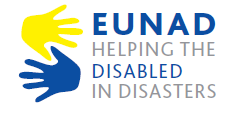 EUNAD
HELPING THE
DISABLED
IN DISASTERS